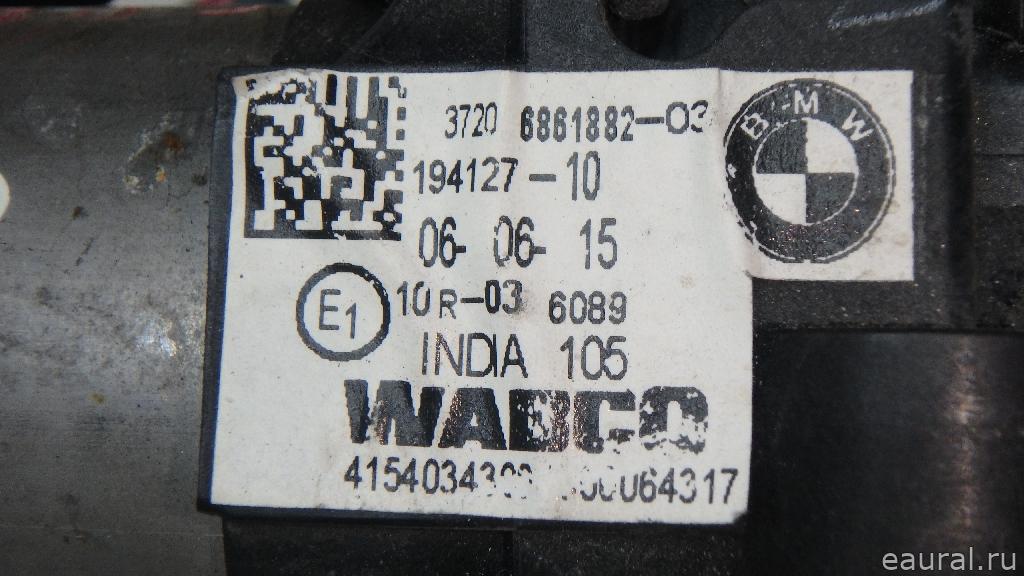 3720 6861882-03
BMW
194127-10
06- 06- 15
E1 10R-03 6089
INDIA 105
WABCO
eaural.ru